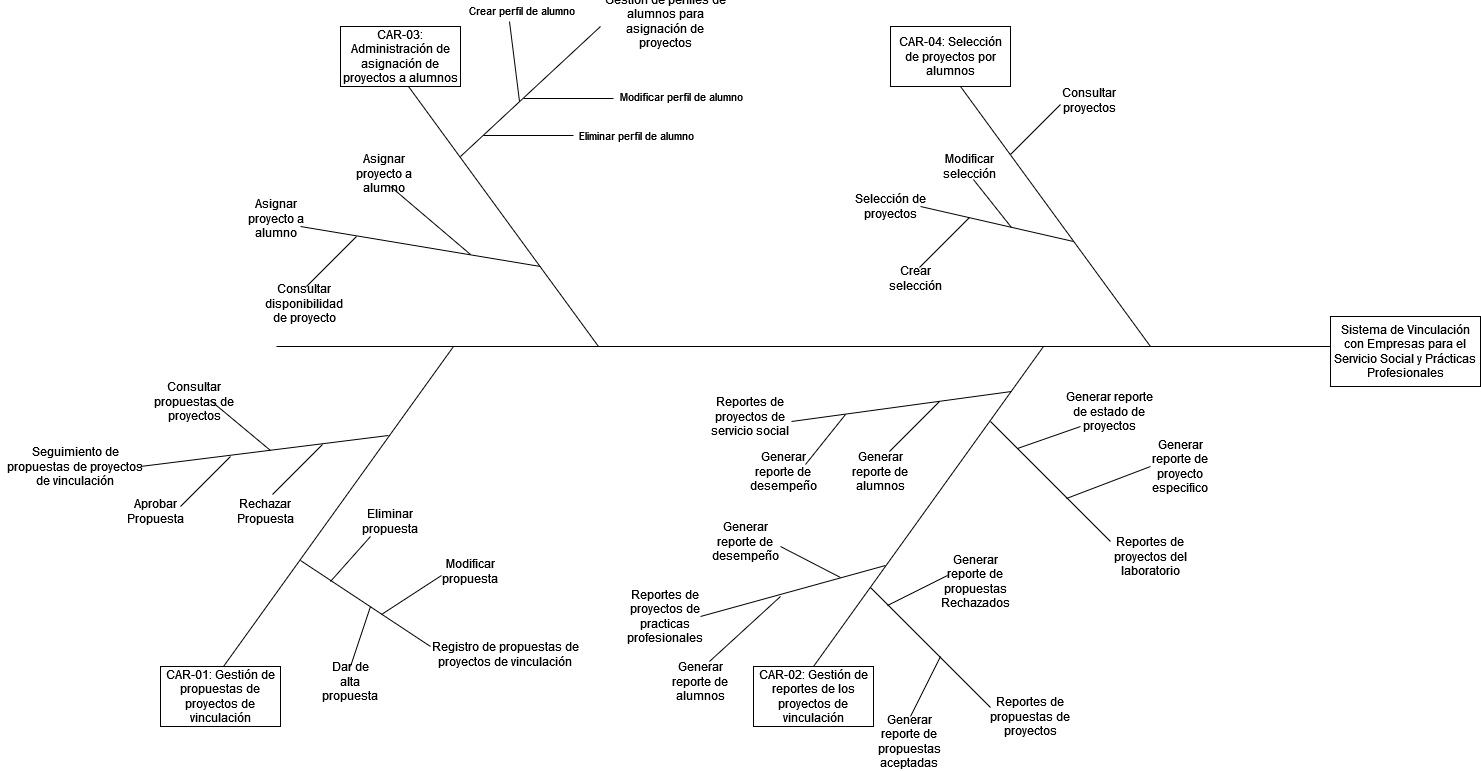 Crear perfil de alumno
Gestión de perfiles de
alumnos para
asignación de
proyectos
CAR-03:
Administración de
asignación de
proyectos a alumnos
Modificar perfil de alumno
Eliminar perfil de alumno
Asignar
proyecto a
alumno
Asignar
proyecto a
alumno
Consultar
disponibilidad
de proyecto
CAR-04: Selección
de proyectos por
alumnos
Consultar
proyectos
Modificar
selección
Selección de
proyectos
Crear
selección
Sistema de Vinculación
con Empresas para el
Servicio Social y Prácticas
Profesionales
Consultar
propuestas de
proyectos
Seguimiento de
propuestas de proyectos
de vinculación
Aprobar
Propuesta
Rechazar
Propuesta
Eliminar
propuesta
Modificar
propuesta
Registro de propuestas de
proyectos de vinculación
Dar de
alta
propuesta
CAR-01: Gestión de
propuestas de
proyectos de
vinculación
Reportes de
proyectos de
servicio social
Generar
reporte de
desempeño
Generar
reporte de
alumnos
Generar reporte
de estado de
proyectos
Generar
reporte de
proyecto
especifico
Reportes de
proyectos del
laboratorio
Generar
reporte de
desempeño
Reportes de
proyectos de
practicas
profesionales
Generar
reporte de
alumnos
Generar
reporte de
propuestas
Rechazados
CAR-02: Gestión de
reportes de los
proyectos de
vinculación
Reportes de
propuestas de
proyectos
Generar
reporte de
propuestas
aceptadas